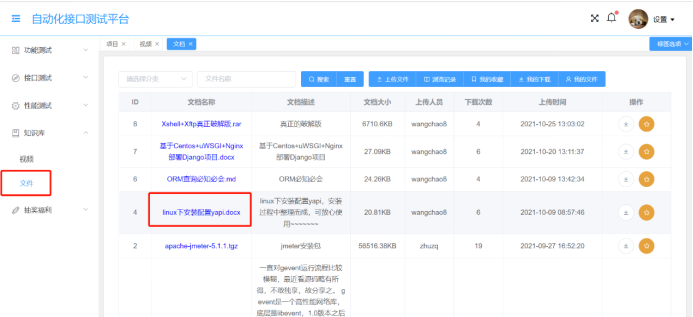 自动化接口测试平台
设置
功能测试
接口测试
性能测试
知识库
视频
文件
抽奖福利
项目 × 视频 × 文档 ×
标签选项
请选择分类 文件名称 搜索 重置 上传文件 浏览记录 我的收藏 我的下载 我的文件
ID 文档名称 文档描述 文档大小 上传人员 下载次数 上传时间 操作
8 Xshell+Xftp真正破解版.rar 真正的破解版 6710.6KB wangchao8 4 2021-10-25 13:03:02
7 基于Centos+uWSGI+Nginx部署Django项目.docx 基于Centos+uWSGI+Nginx部署Django项目 27.09KB wangchao8 6 2021-10-20 13:11:37
6 ORM查询必知必会.md ORM必知必会 24.26KB wangchao8 4 2021-10-09 13:42:34
4 linux下安装配置yapi.docx linux下安装配置yapi，安装过程中整理而成，可放心使用~~~~~~~ 20.81KB wangchao8 6 2021-10-09 08:57:46
2 apache-jmeter-5.1.1.tgz jmeter安装包 56516.38KB zhuzq 19 2021-09-27 16:52:20
一直对gevent运行流程比较
模糊，最近看源码略有所
得，不敢独享，故分享之。 g
event是一个高性能网络库，
底层是libevent，1.0版本之后